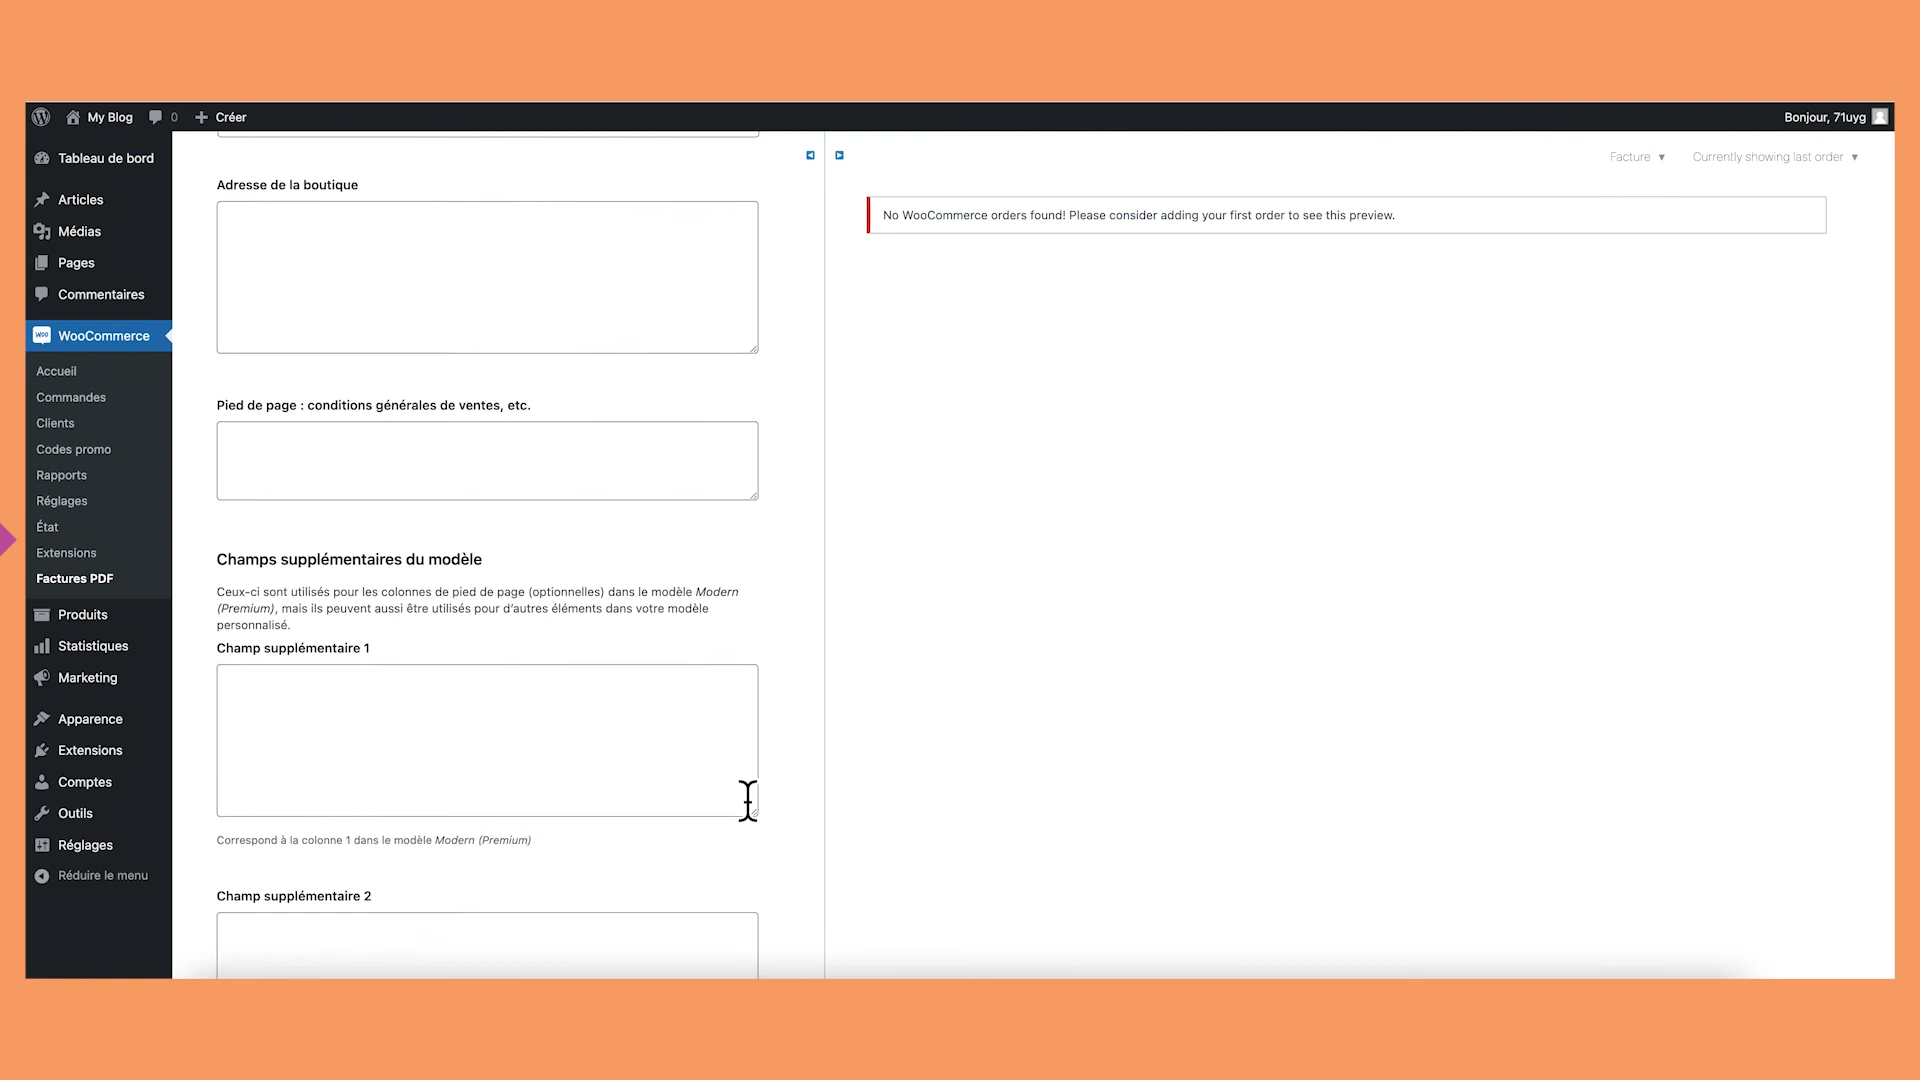 My Blog
0
Créer
Bonjour, 71uyg
Tableau de bord
Articles
Médias
Pages
Commentaires
WOO
WooCommerce
Accueil
Commandes
Clients
Codes promo
Rapports
Réglages
État
Extensions
Factures PDF
Produits
Statistiques
Marketing
Apparence
Extensions
Comptes
Outils
Réglages
Réduire le menu
Adresse de la boutique
Pied de page : conditions générales de ventes, etc.
Champs supplémentaires du modèle
Ceux-ci sont utilisés pour les colonnes de pied de page (optionnelles) dans le modèle Modern
(Premium), mais ils peuvent aussi être utilisés pour d'autres éléments dans votre modèle
personnalisé.
Champ supplémentaire 1
Correspond à la colonne 1 dans le modèle Modern (Premium)
Champ supplémentaire 2
Facture ▼
Currently showing last order ▼
No WooCommerce orders found! Please consider adding your first order to see this preview.